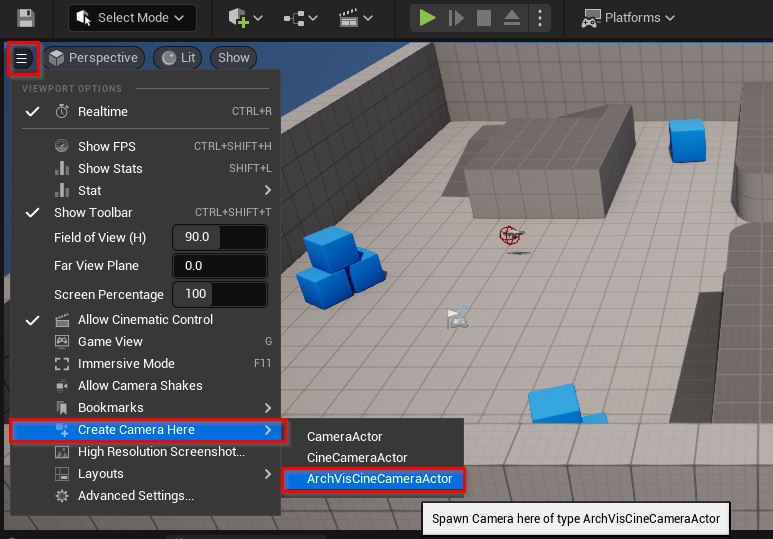 Select Mode
Platforms
Perspective
Lit
Show
VIEWPORT OPTIONS
Realtime CTRL+R
Show FPS CTRL+SHIFT+H
Show Stats SHIFT+L
Stat
Show Toolbar CTRL+SHIFT+T
Field of View (H) 90.0
Far View Plane 0.0
Screen Percentage 100
Allow Cinematic Control
Game View G
Immersive Mode F11
Allow Camera Shakes
Bookmarks
Create Camera Here
High Resolution Screenshot...
Layouts
Advanced Settings...
CameraActor
CineCameraActor
ArchVisCineCameraActor
Spawn Camera here of type ArchVisCineCameraActor